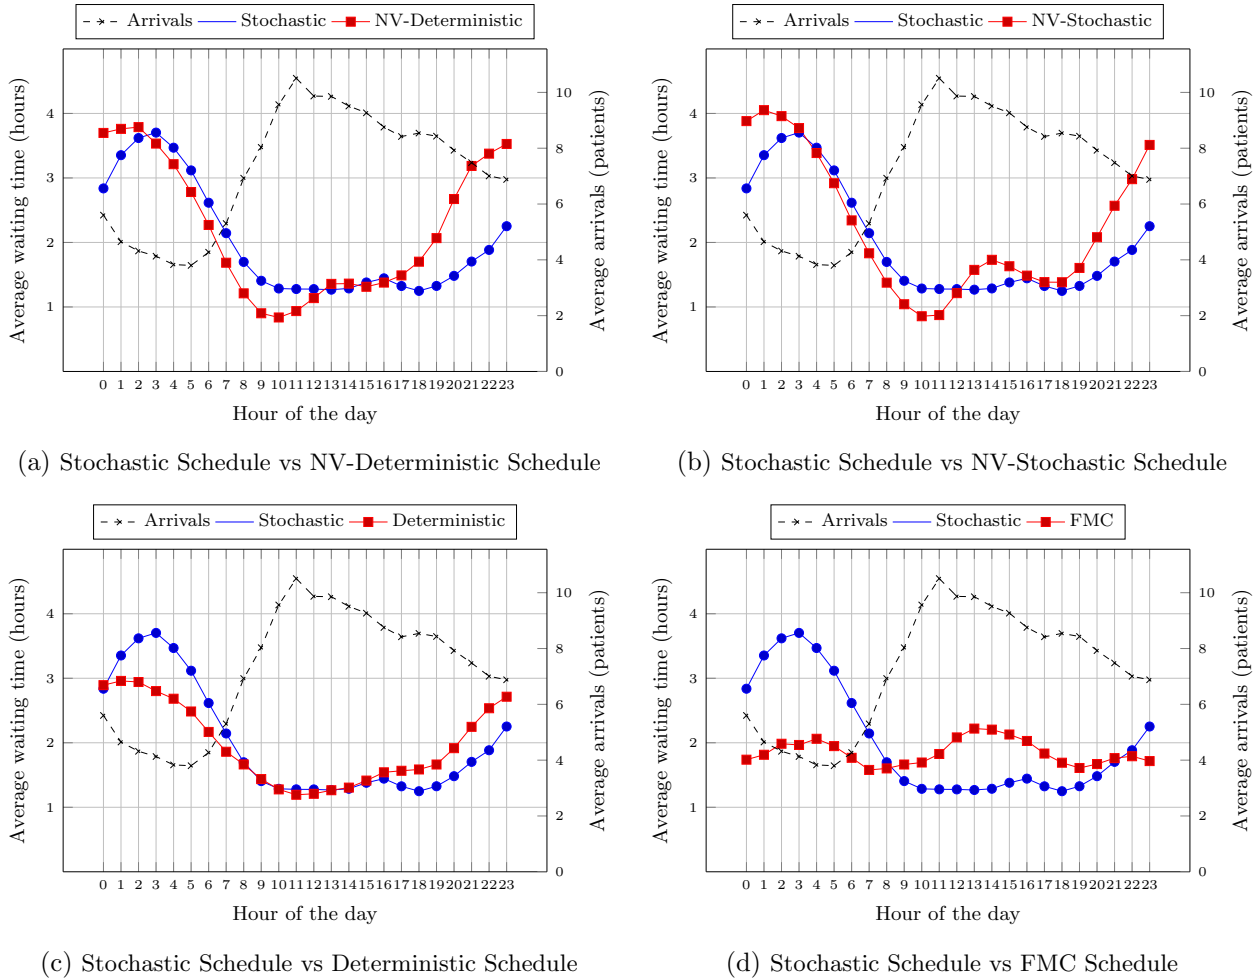 Arrivals Stochastic NV-Deterministic
Average waiting time (hours)
4
3
2
1
10
8
6
4
2
0
Average arrivals (patients)
0 1 2 3 4 5 6 7 8 9 10 11 12 13 14 15 16 17 18 19 20 21 22 23
Hour of the day
(a) Stochastic Schedule vs NV-Deterministic Schedule
Arrivals Stochastic NV-Stochastic
Average waiting time (hours)
4
3
2
1
10
8
6
4
2
0
Average arrivals (patients)
0 1 2 3 4 5 6 7 8 9 10 11 12 13 14 15 16 17 18 19 20 21 22 23
Hour of the day
(b) Stochastic Schedule vs NV-Stochastic Schedule
Arrivals Stochastic Deterministic
Average waiting time (hours)
4
3
2
1
10
8
6
4
2
0
Average arrivals (patients)
0 1 2 3 4 5 6 7 8 9 10 11 12 13 14 15 16 17 18 19 20 21 22 23
Hour of the day
(c) Stochastic Schedule vs Deterministic Schedule
Arrivals Stochastic FMC
Average waiting time (hours)
4
3
2
1
10
8
6
4
2
0
Average arrivals (patients)
0 1 2 3 4 5 6 7 8 9 10 11 12 13 14 15 16 17 18 19 20 21 22 23
Hour of the day
(d) Stochastic Schedule vs FMC Schedule